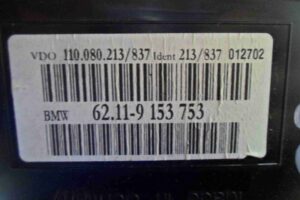 VDO 110.080.213/837 Ident 213/837 012702
BMW 62.11-9 153 753